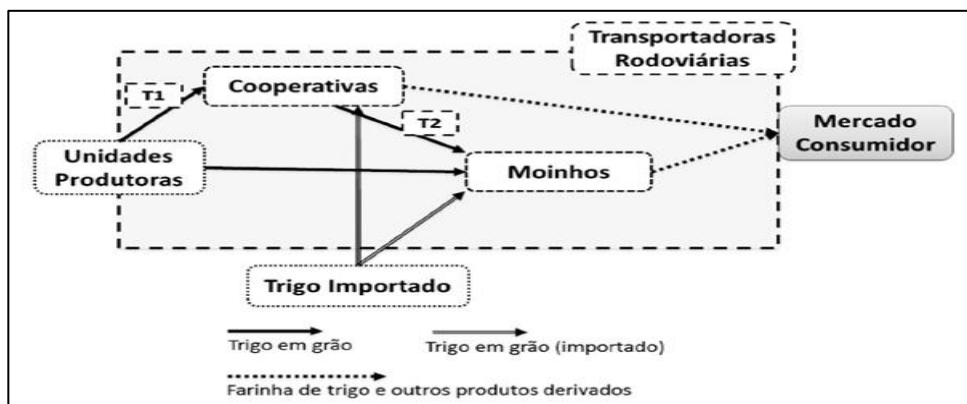 Transportadoras
Rodoviárias
T1
Cooperativas
T2
Mercado
Consumidor
Unidades
Produtoras
Moinhos
Trigo Importado
Trigo em grão
Trigo em grão (importado)
Farinha de trigo e outros produtos derivados